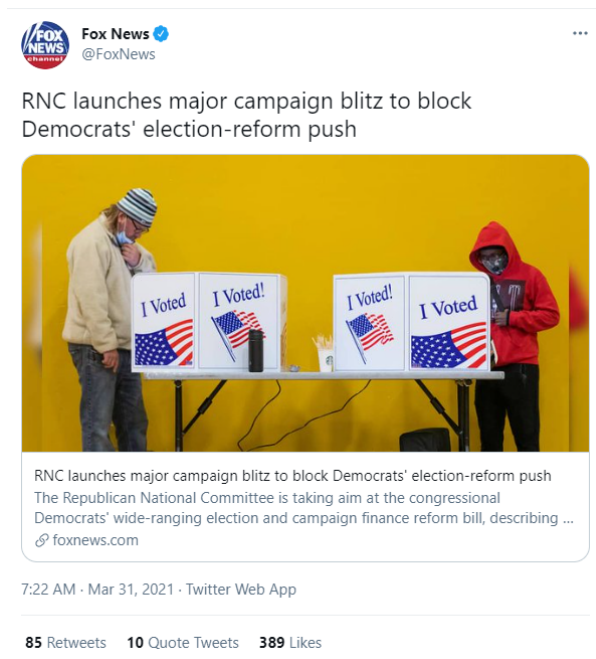 FOX
NEWS
channel
Fox News
@FoxNews
RNC launches major campaign blitz to block
Democrats' election-reform push
I Voted
I Voted!
I Voted!
I Voted
RNC launches major campaign blitz to block Democrats' election-reform push
The Republican National Committee is taking aim at the congressional
Democrats' wide-ranging election and campaign finance reform bill, describing ...
foxnews.com
7:22 AM · Mar 31, 2021 · Twitter Web App
85 Retweets 10 Quote Tweets 389 Likes